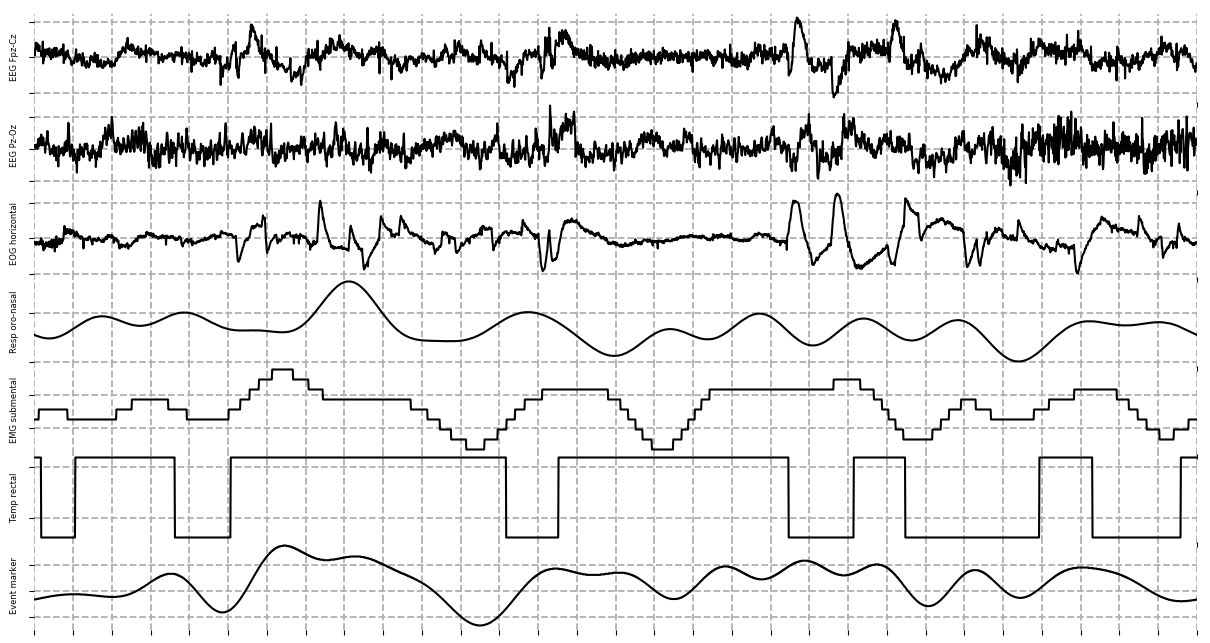 EEG Fpz-Cz
EEG Pz-Oz
EOG horizontal
Resp oro-nasal
EMG submental
Temp rectal
Event marker